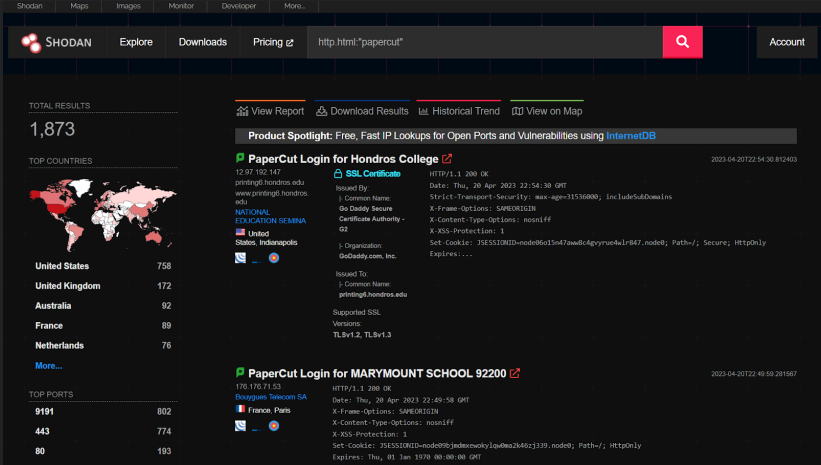 Shodan Maps Images Monitor Developer More...
SHODAN Explore Downloads Pricing http.html:"papercut" Account
TOTAL RESULTS
1,873
TOP COUNTRIES
United States 758
United Kingdom 172
Australia 92
France 89
Netherlands 76
More...
TOP PORTS
9191 802
443 774
80 193
View Report Download Results Historical Trend View on Map
Product Spotlight: Free, Fast IP Lookups for Open Ports and Vulnerabilities using InternetDB
PaperCut Login for Hondros College 2023-04-20T22:54:30.812403
12.97.192.147
printing6.hondros.edu
www.printing6.hondros.
edu
NATIONAL
EDUCATION SEMINA
United
States, Indianapolis
SSL Certificate
Issued By:
|- Common Name:
Go Daddy Secure
Certificate Authority -
G2
|- Organization:
GoDaddy.com, Inc.
Issued To:
|- Common Name:
printing6.hondros.edu
Supported SSL
Versions:
TLSv1.2, TLSv1.3
HTTP/1.1 200 OK
Date: Thu, 20 Apr 2023 22:54:30 GMT
Strict-Transport-Security: max-age=31536000; includeSubDomains
X-Frame-Options: SAMEORIGIN
X-Content-Type-Options: nosniff
X-XSS-Protection: 1
Set-Cookie: JSESSIONID=node06o15n47aww8c4gvyrue4wlr847.node0; Path=/; Secure; HttpOnly
Expires:...
PaperCut Login for MARYMOUNT SCHOOL 92200 2023-04-20T22:49:59.281567
176.176.71.53
Bouygues Telecom SA
France, Paris
HTTP/1.1 200 OK
Date: Thu, 20 Apr 2023 22:49:58 GMT
X-Frame-Options: SAMEORIGIN
X-Content-Type-Options: nosniff
X-XSS-Protection: 1
Set-Cookie: JSESSIONID=node09bjmdmxewokylqw0ma2k46zj339.node0; Path=/; HttpOnly
Expires: Thu, 01 Jan 1970 00:00:00 GMT